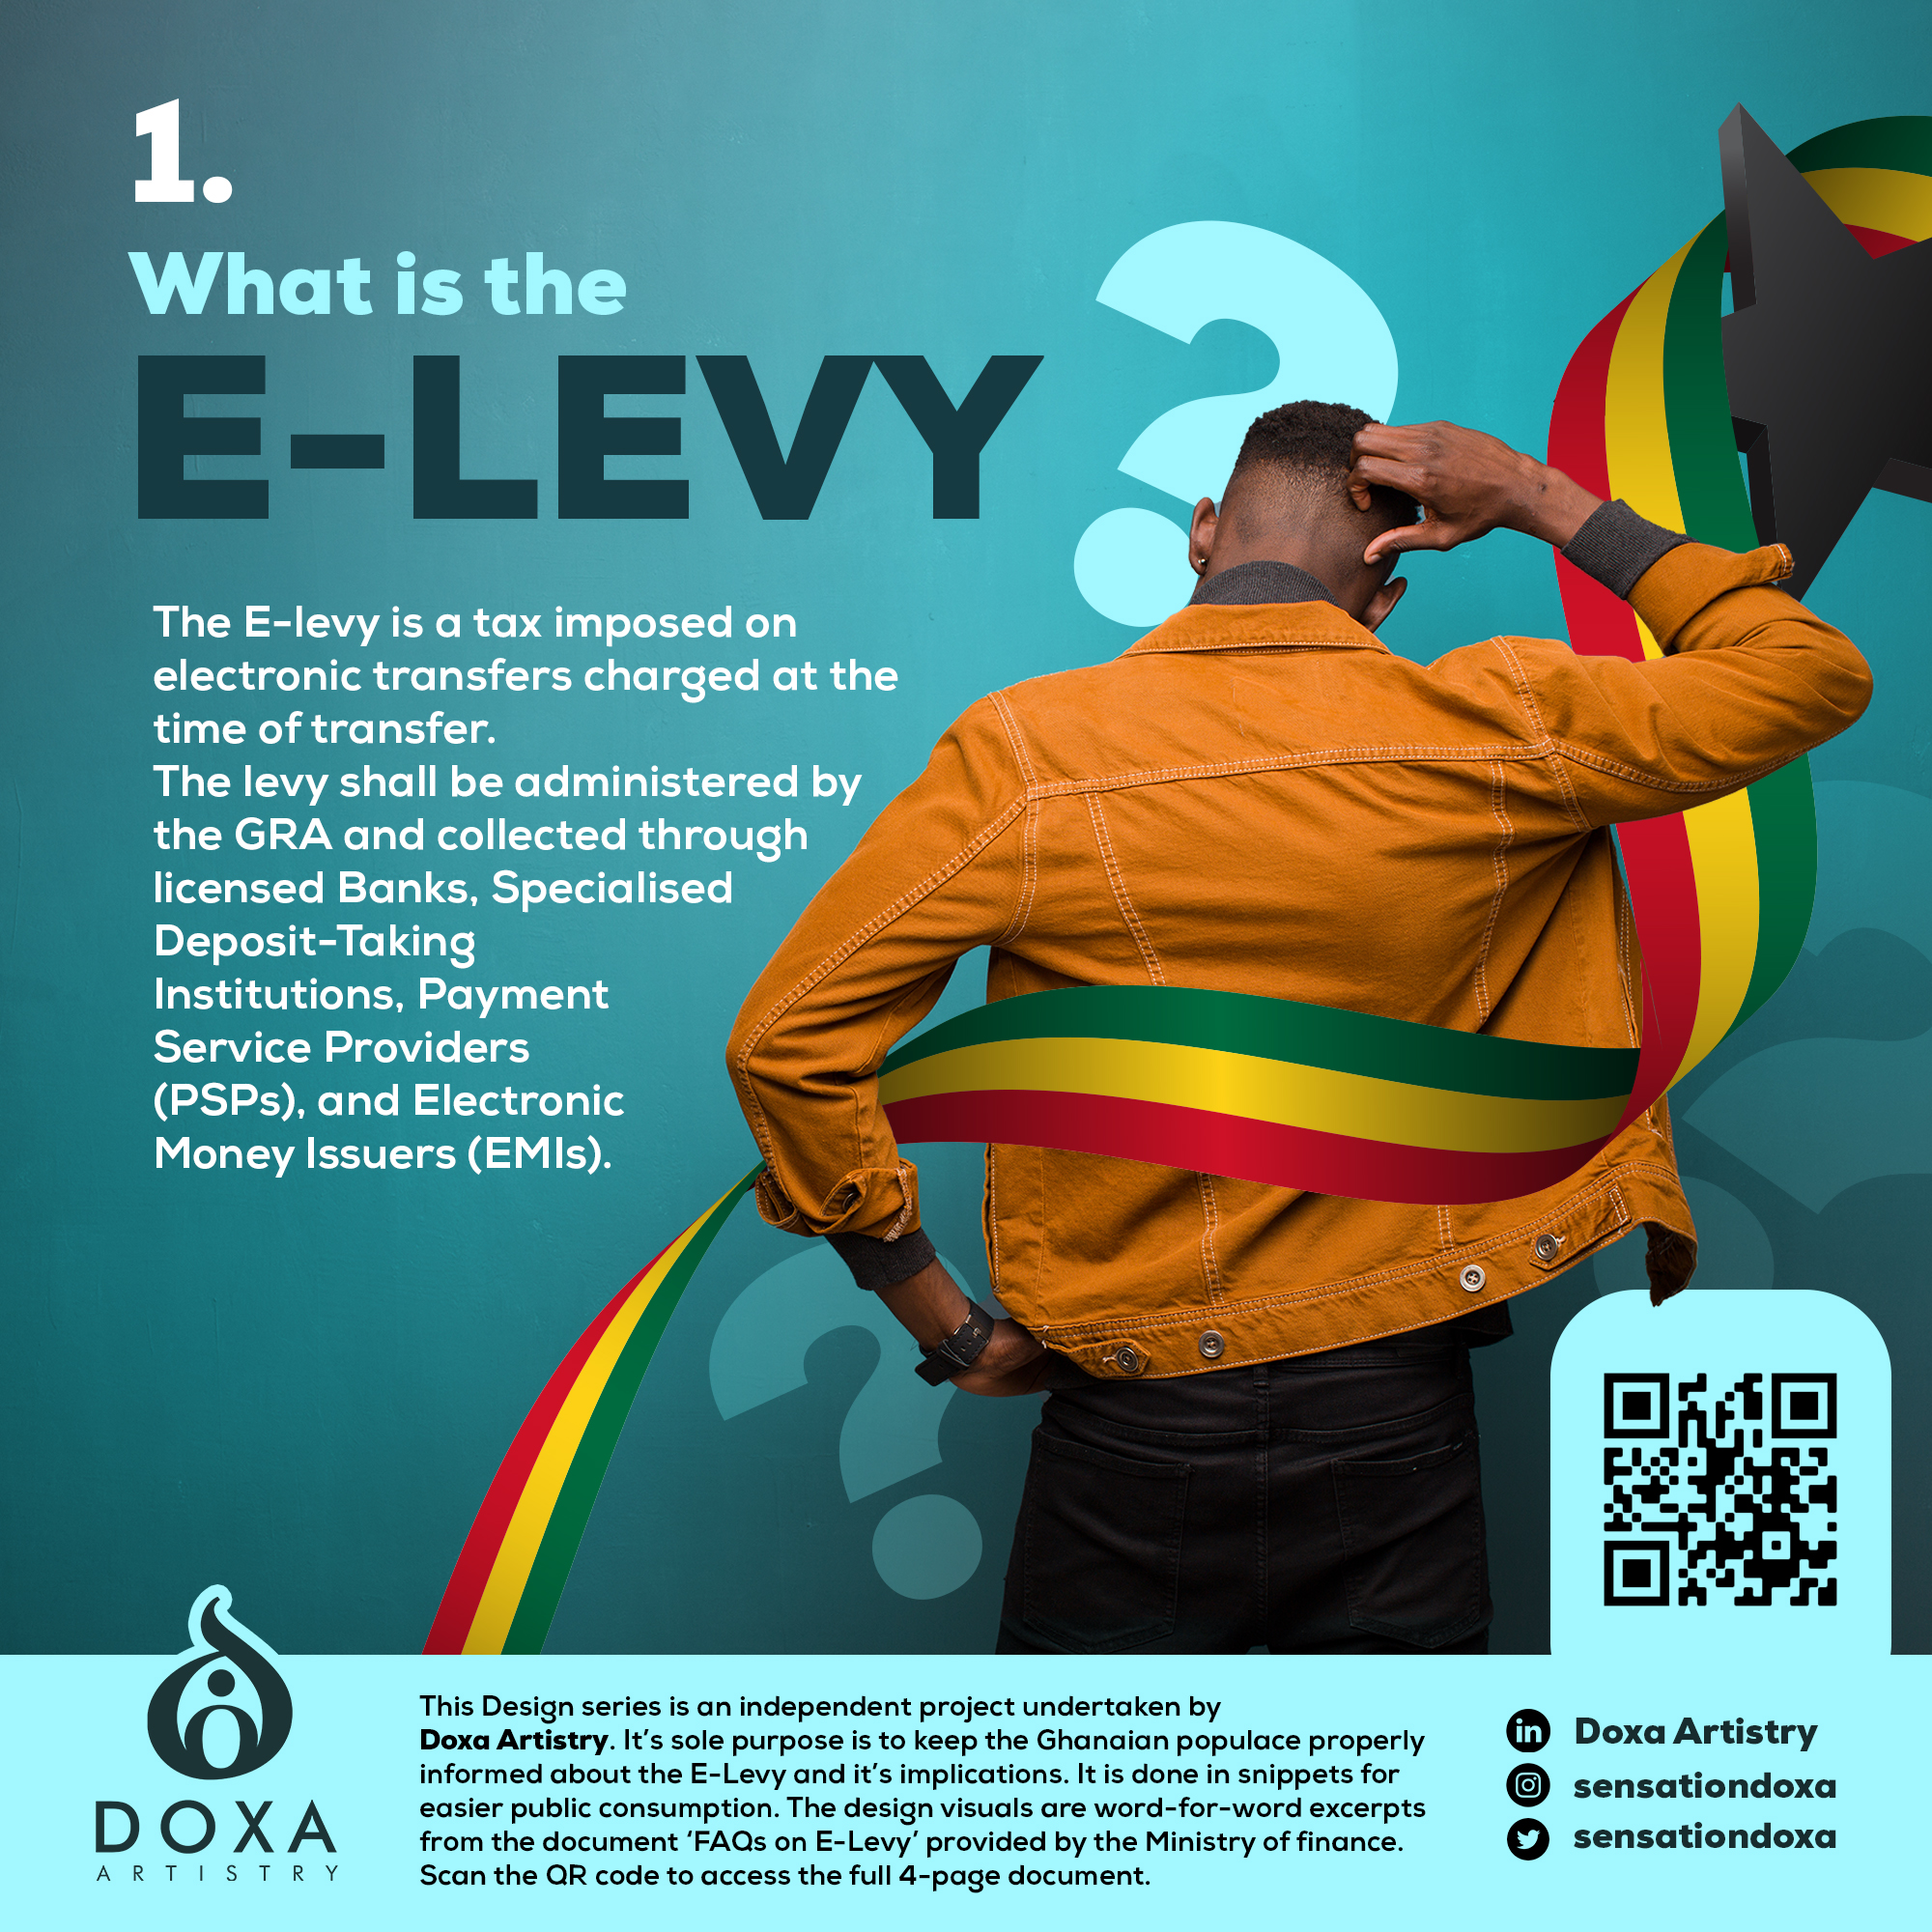 1.
What is the
E-LEVY
?
The E-levy is a tax imposed on
electronic transfers charged at the
time of transfer.
The levy shall be administered by
the GRA and collected through
licensed Banks, Specialised
Deposit-Taking
Institutions, Payment
Service Providers
(PSPs), and Electronic
Money Issuers (EMIs).
DOXA
ARTISTRY
This Design series is an independent project undertaken by
Doxa Artistry. It’s sole purpose is to keep the Ghanaian populace properly
informed about the E-Levy and it’s implications. It is done in snippets for
easier public consumption. The design visuals are word-for-word excerpts
from the document ‘FAQs on E-Levy’ provided by the Ministry of finance.
Scan the QR code to access the full 4-page document.
in Doxa Artistry
sensationdoxa
sensationdoxa